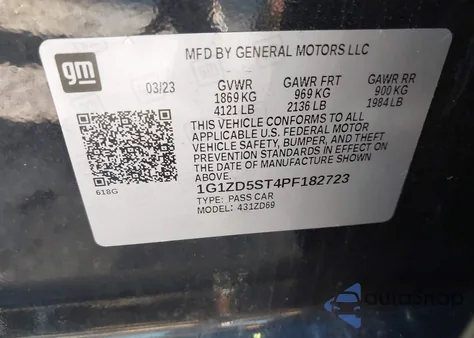 gm
MFD BY GENERAL MOTORS LLC
03/23 GVWR GAWR FRT GAWR RR
1869 KG 969 KG 900 KG
4121 LB 2136 LB 1984 LB
THIS VEHICLE CONFORMS TO ALL
APPLICABLE U.S. FEDERAL MOTOR
VEHICLE SAFETY, BUMPER, AND THEFT
PREVENTION STANDARDS IN EFFECT ON
THE DATE OF MANUFACTURE SHOWN
ABOVE.
618G
1G1ZD5ST4PF182723
TYPE: PASS CAR
MODEL: 431ZD69
AutoSnap